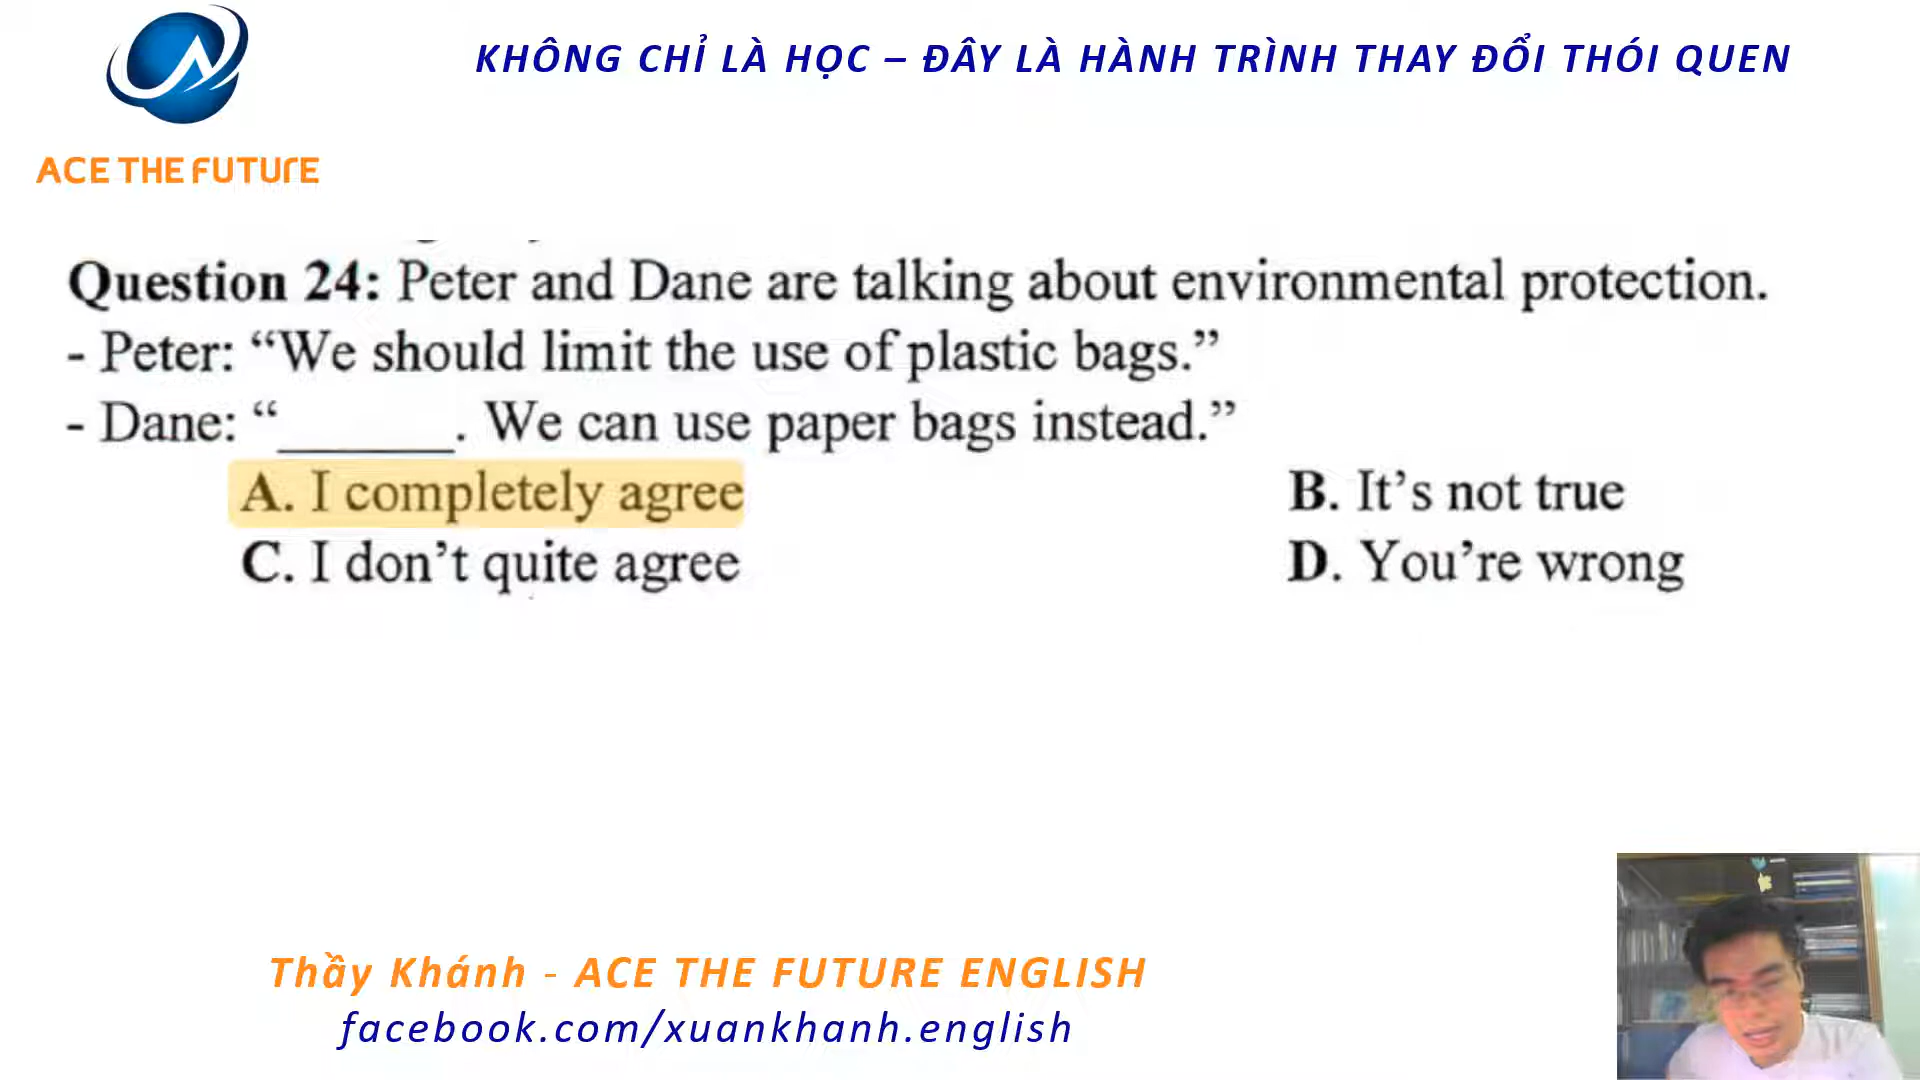 KHÔNG CHỈ LÀ HỌC – ĐÂY LÀ HÀNH TRÌNH THAY ĐỔI THÓI QUEN
ACE THE FUTURE
Question 24: Peter and Dane are talking about environmental protection.
- Peter: “We should limit the use of plastic bags.”
- Dane: “______. We can use paper bags instead.”
A. I completely agree
B. It’s not true
C. I don’t quite agree
D. You’re wrong
Thầy Khánh - ACE THE FUTURE ENGLISH
facebook.com/xuankhanh.english